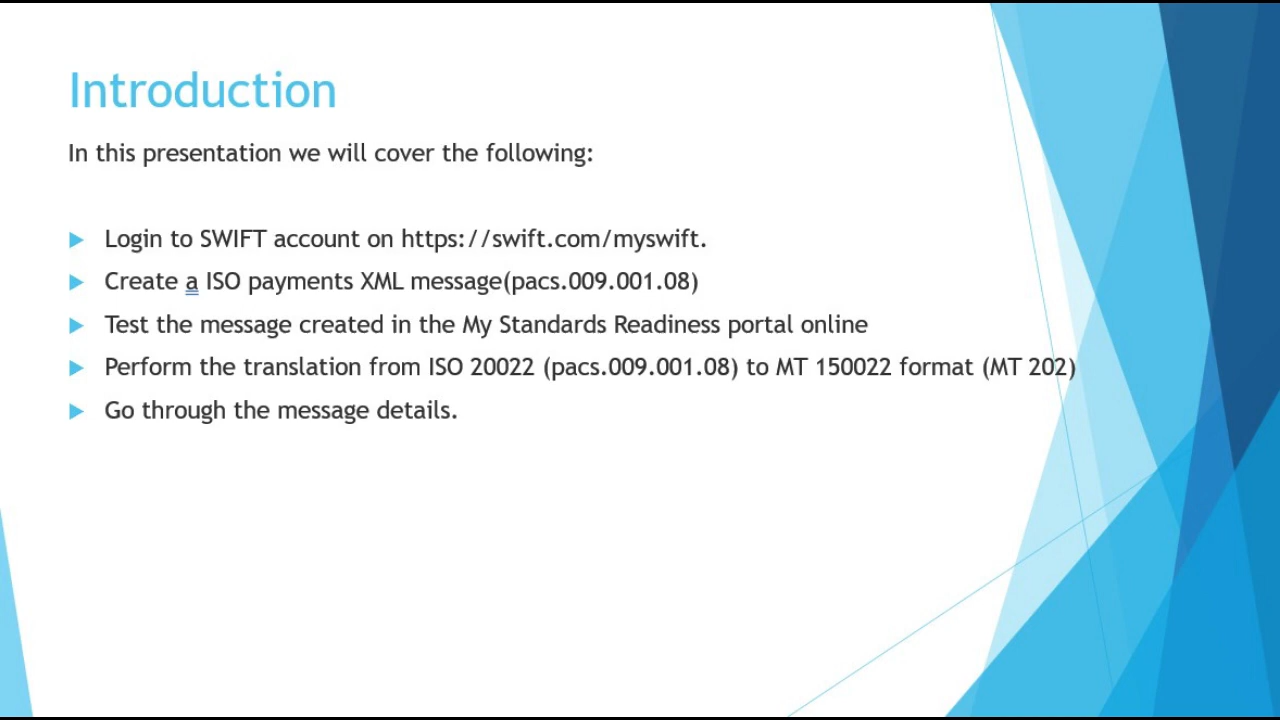 Introduction
In this presentation we will cover the following:
Login to SWIFT account on https://swift.com/myswift.
Create a ISO payments XML message(pacs.009.001.08)
Test the message created in the My Standards Readiness portal online
Perform the translation from ISO 20022 (pacs.009.001.08) to MT 150022 format (MT 202)
Go through the message details.